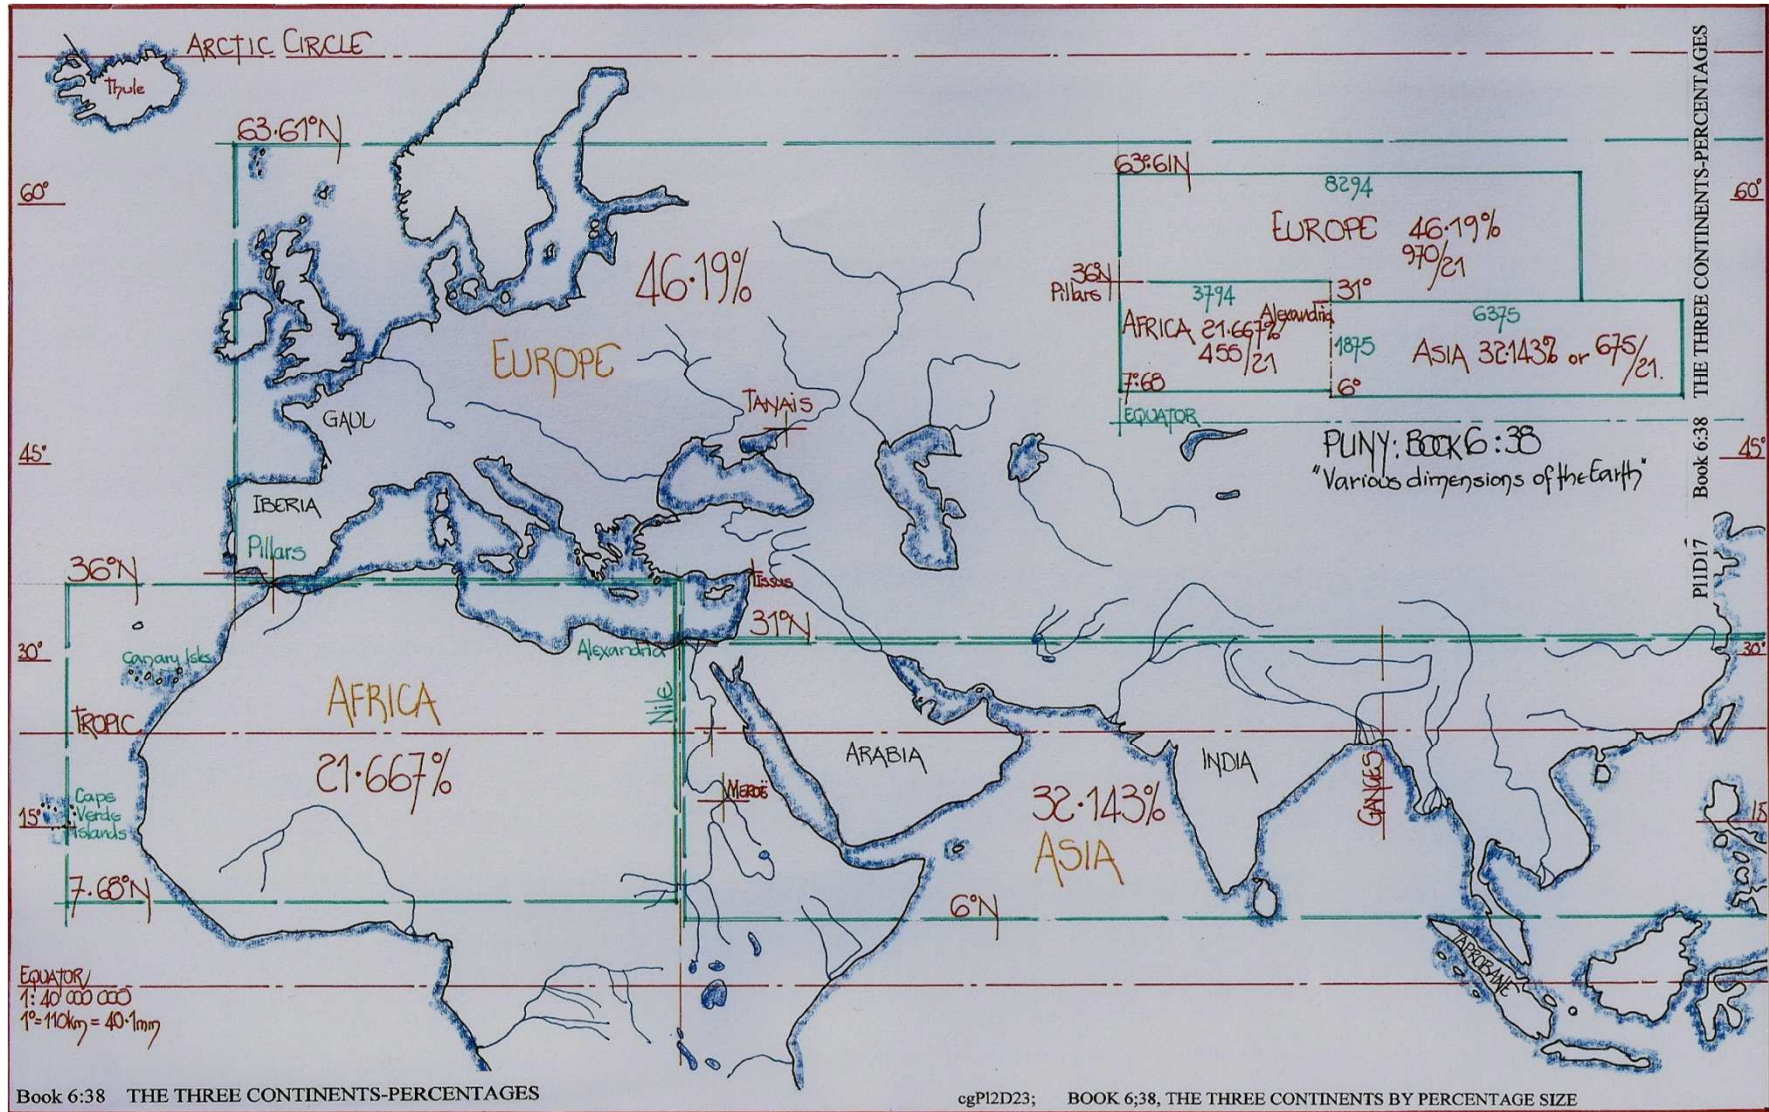 ARCTIC CIRCLE
Thule
63·61°N
60°
60°
46·19%
EUROPE
GAUL
TANAIS
45°
45°
IBERIA
Pillars
36°N
Issus
31°N
Alexandria
30°
30°
Canary Isles
AFRICA
Nile
TROPIC
21·667%
ARABIA
INDIA
GANGES
MEROË
Cape
Verde
Islands
15°
15
32·143%
ASIA
7·68°N
6°N
TAPROBANE
EQUATOR/
1:40 000 000
1°=110km = 40·1mm
63·61N
8294
EUROPE 46·19%
970/21
36N
Pillars
3794
31°
Alexandria
6375
AFRICA 21·667%
455/21
1875
ASIA 32·143% or 675/21.
7·68
6°
EQUATOR
PLINY: BOOK 6:38
"Various dimensions of the Earth"
Pl1D17 Book 6:38 THE THREE CONTINENTS-PERCENTAGES
Book 6:38 THE THREE CONTINENTS-PERCENTAGES
cgPl2D23; BOOK 6;38, THE THREE CONTINENTS BY PERCENTAGE SIZE